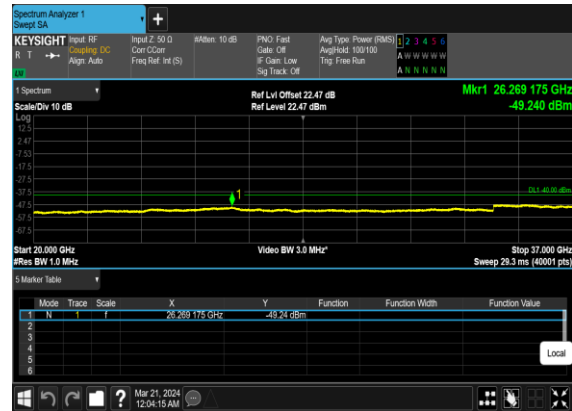 Spectrum Analyzer 1
Swept SA
+
KEYSIGHT Input: RF Input Z: 50 Ω #Atten: 10 dB PNO: Fast Avg Type: Power (RMS) 1 2 3 4 5 6
R T Coupling: DC Corr CCorr Gate: Off Avg|Hold: 100/100 A W W W W W
Align: Auto Freq Ref: Int (S) IF Gain: Low Trig: Free Run
LXI Sig Track: Off A N N N N N
1 Spectrum Ref Lvl Offset 22.47 dB Mkr1 26.269 175 GHz
Scale/Div 10 dB Ref Level 22.47 dBm -49.240 dBm
Log
12.5
2.47
-7.53
-17.5
-27.5
-37.5 1 DL1 -40.00 dBm
-47.5
-57.5
-67.5
Start 20.000 GHz Video BW 3.0 MHz* Stop 37.000 GHz
#Res BW 1.0 MHz Sweep 29.3 ms (40001 pts)
5 Marker Table
Mode Trace Scale X Y Function Function Width Function Value
1 N 1 f 26.269 175 GHz -49.24 dBm
2
3
4
5
6
Local
? Mar 21, 2024
12:04:15 AM